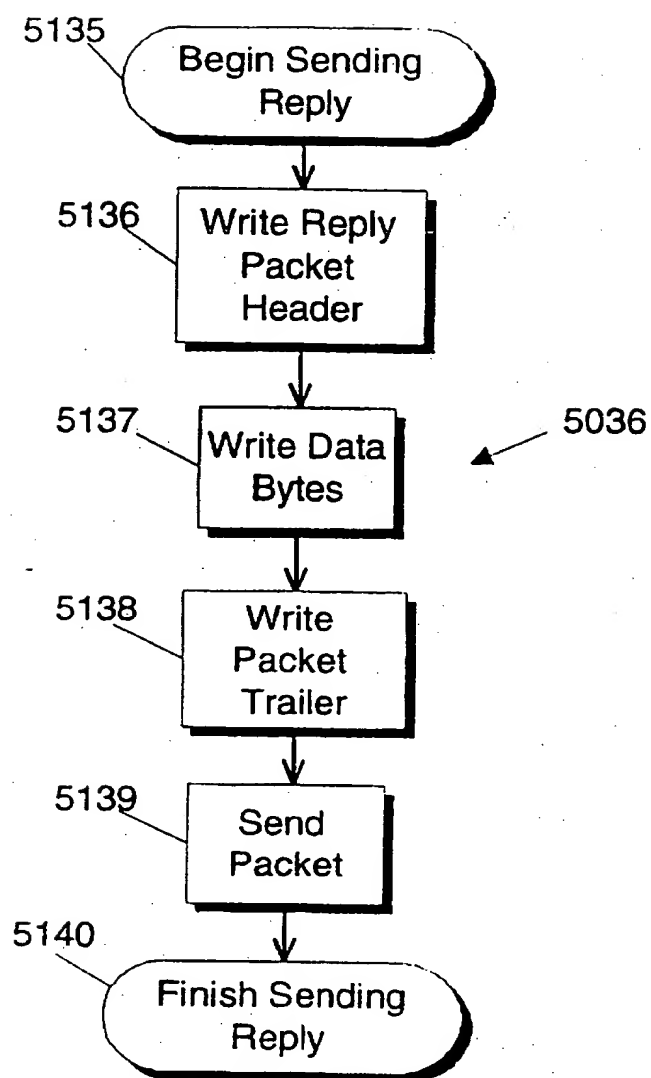 5135
Begin Sending
Reply
5136
Write Reply
Packet
Header
5137
Write Data
Bytes
5036
5138
Write
Packet
Trailer
5139
Send
Packet
5140
Finish Sending
Reply